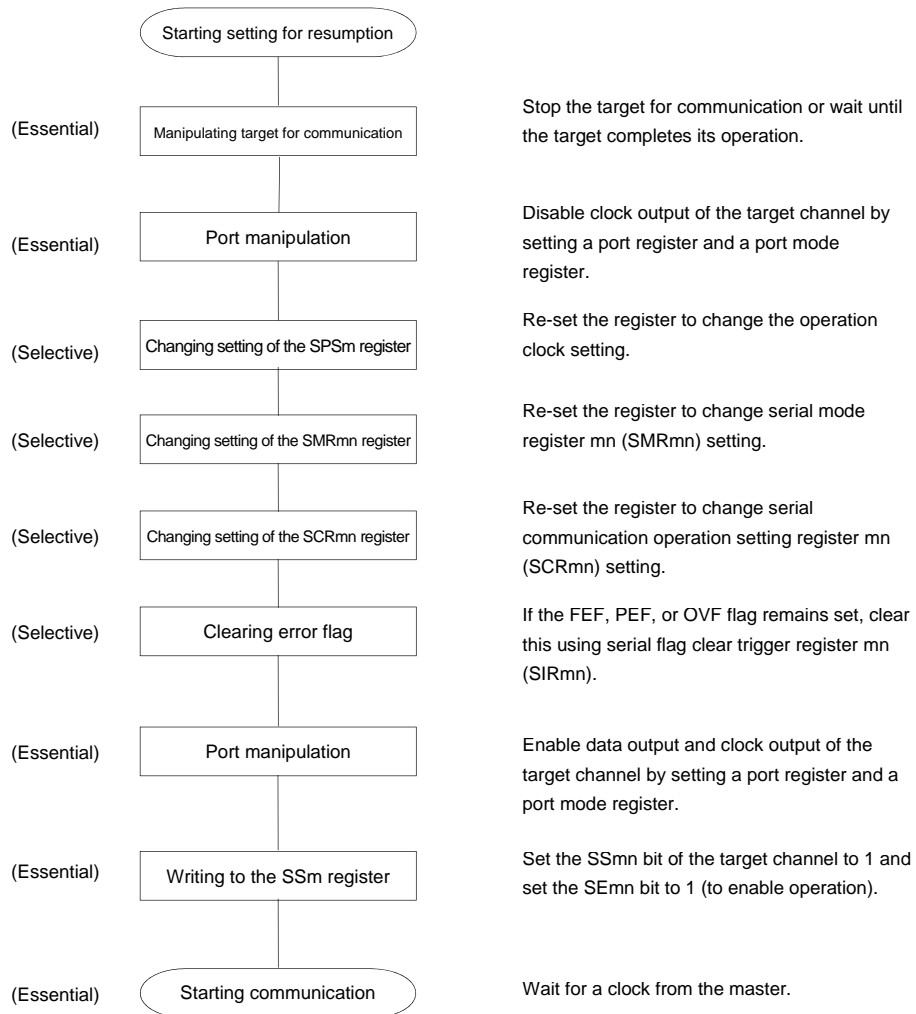 Starting setting for resumption
(Essential)
Manipulating target for communication
Stop the target for communication or wait until
the target completes its operation.
(Essential)
Port manipulation
Disable clock output of the target channel by
setting a port register and a port mode
register.
(Selective)
Changing setting of the SPSm register
Re-set the register to change the operation
clock setting.
(Selective)
Changing setting of the SMRmn register
Re-set the register to change serial mode
register mn (SMRmn) setting.
(Selective)
Changing setting of the SCRmn register
Re-set the register to change serial
communication operation setting register mn
(SCRmn) setting.
(Selective)
Clearing error flag
If the FEF, PEF, or OVF flag remains set, clear
this using serial flag clear trigger register mn
(SIRmn).
(Essential)
Port manipulation
Enable data output and clock output of the
target channel by setting a port register and a
port mode register.
(Essential)
Writing to the SSm register
Set the SSmn bit of the target channel to 1 and
set the SEmn bit to 1 (to enable operation).
(Essential)
Starting communication
Wait for a clock from the master.